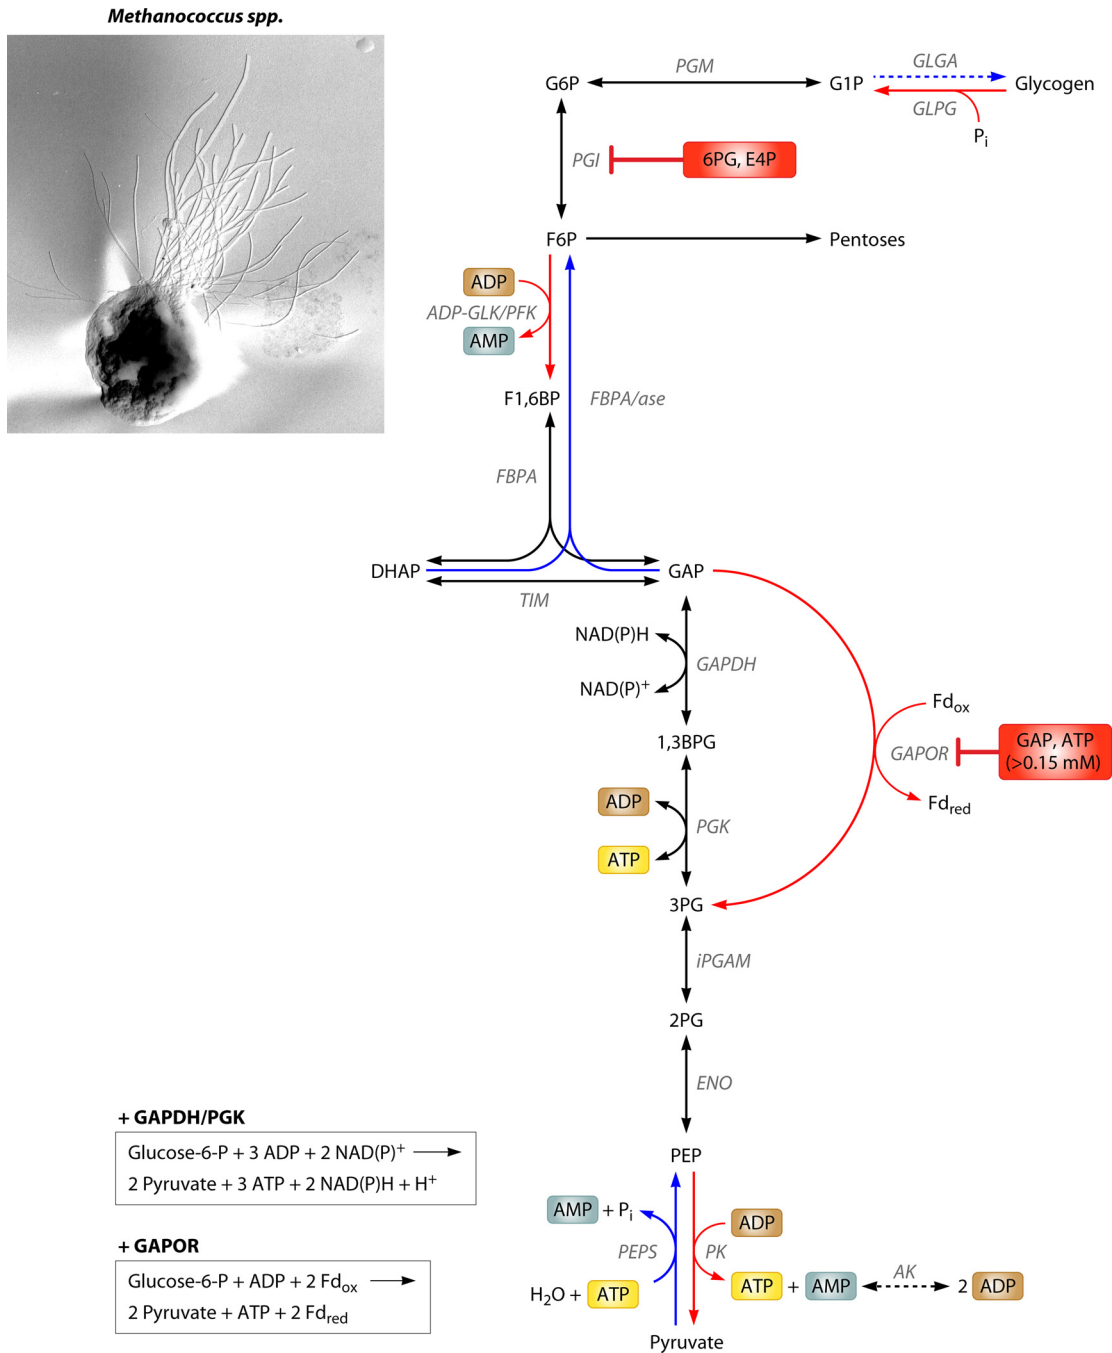 Methanococcus spp.
G6P
PGM
G1P
GLGA
Glycogen
GLPG
Pi
PGI
6PG, E4P
F6P
Pentoses
ADP
ADP-GLK/PFK
AMP
F1,6BP
FBPA/ase
FBPA
DHAP
GAP
TIM
NAD(P)H
GAPDH
NAD(P)+
Fdox
1,3BPG
GAPOR
GAP, ATP
(>0.15 mM)
ADP
Fdred
PGK
ATP
3PG
iPGAM
2PG
ENO
+ GAPDH/PGK
Glucose-6-P + 3 ADP + 2 NAD(P)+ ⟶
2 Pyruvate + 3 ATP + 2 NAD(P)H + H+
PEP
AMP + Pi
ADP
PEPS
PK
H2O + ATP
ATP + AMP
AK
2 ADP
+ GAPOR
Glucose-6-P + ADP + 2 Fdox ⟶
2 Pyruvate + ATP + 2 Fdred
Pyruvate